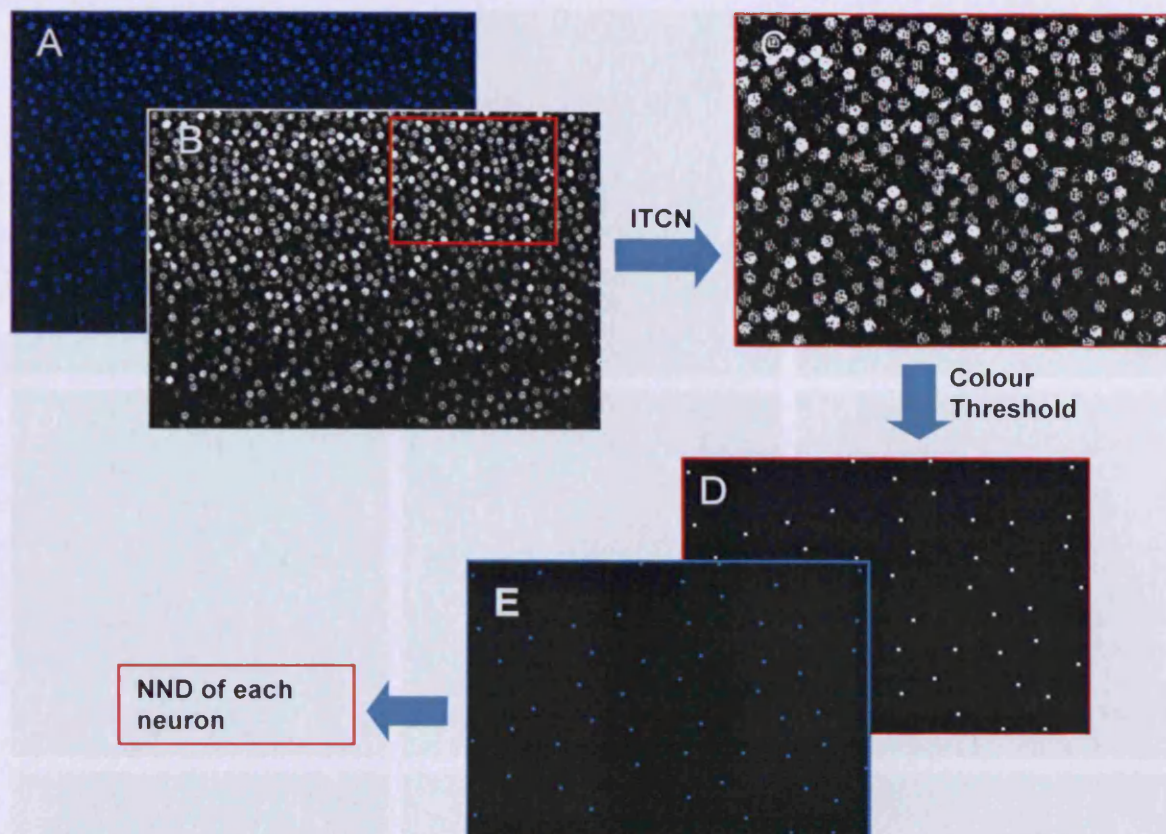 A
B
C
ITCN
Colour
Threshold
D
E
NND of each
neuron